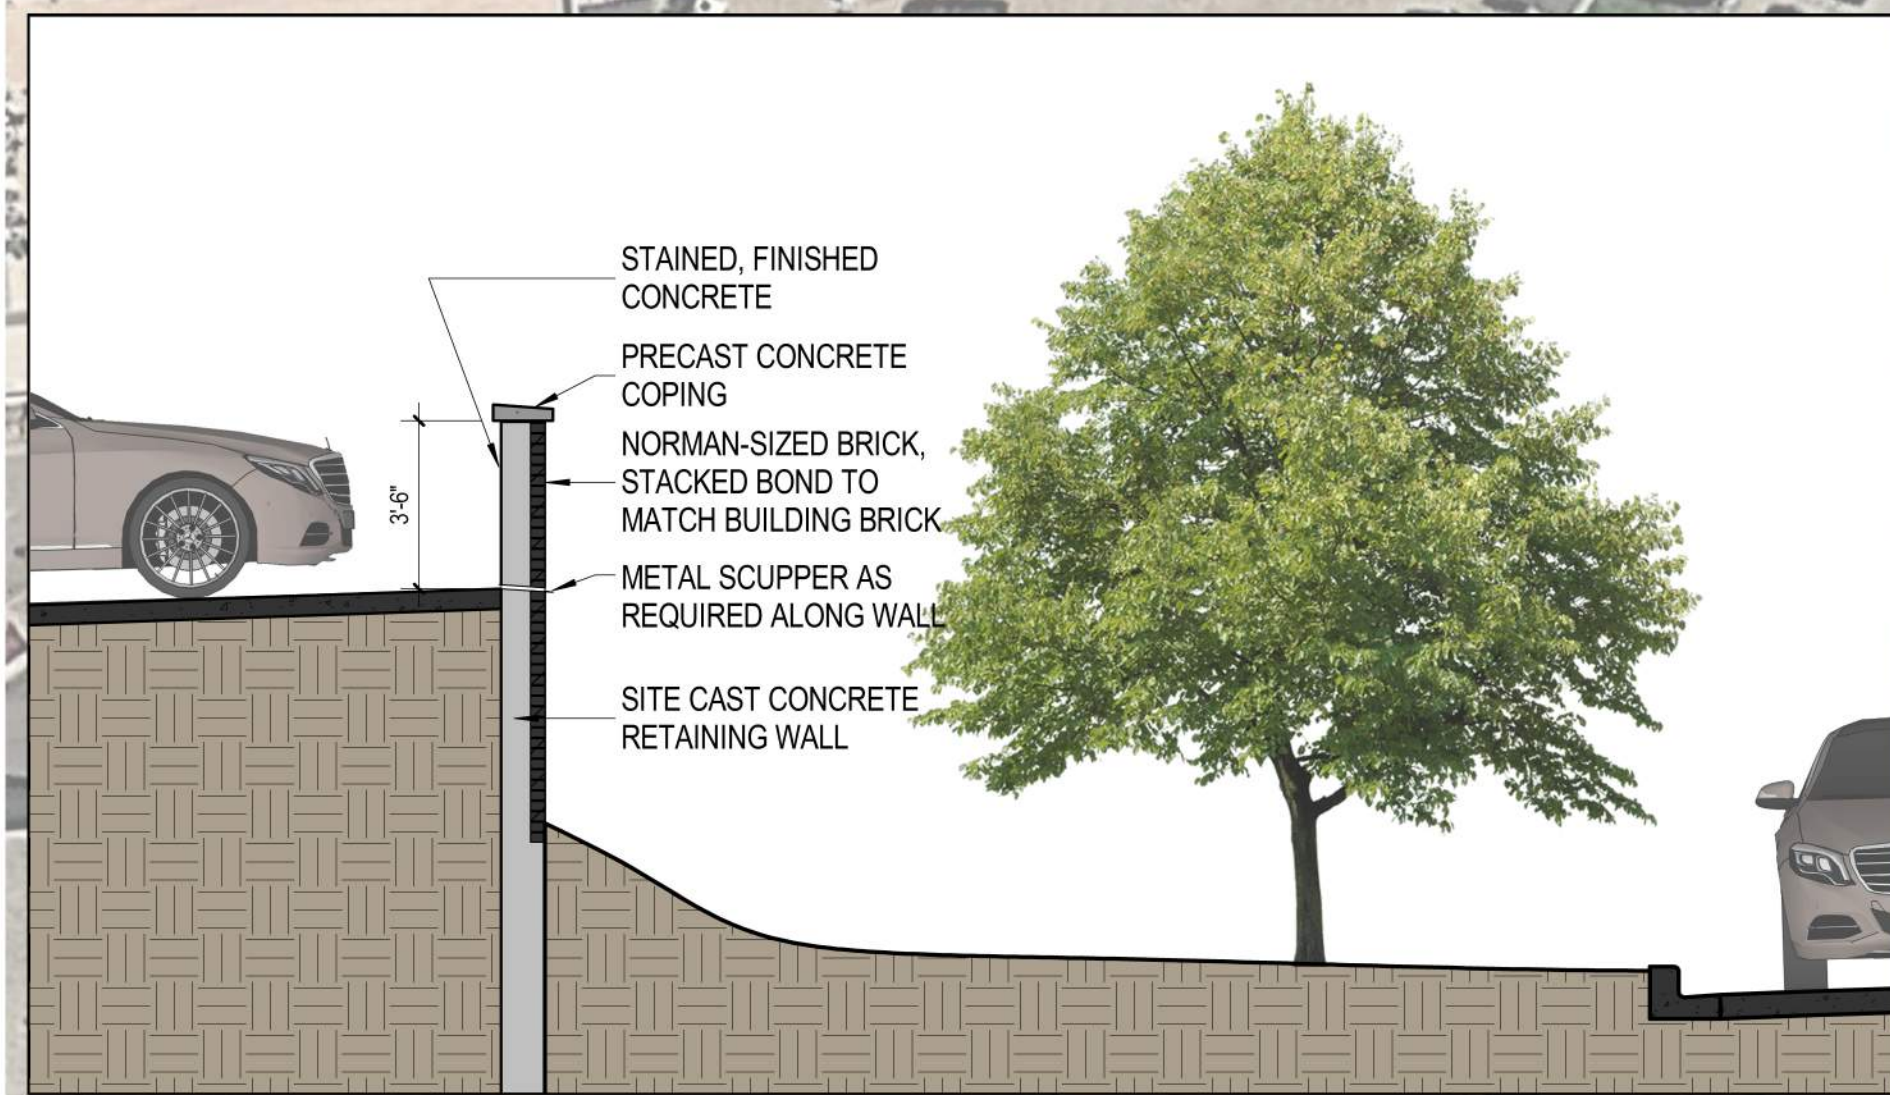 STAINED, FINISHED
CONCRETE
PRECAST CONCRETE
COPING
NORMAN-SIZED BRICK,
STACKED BOND TO
MATCH BUILDING BRICK
3'-6"
METAL SCUPPER AS
REQUIRED ALONG WALL
SITE CAST CONCRETE
RETAINING WALL